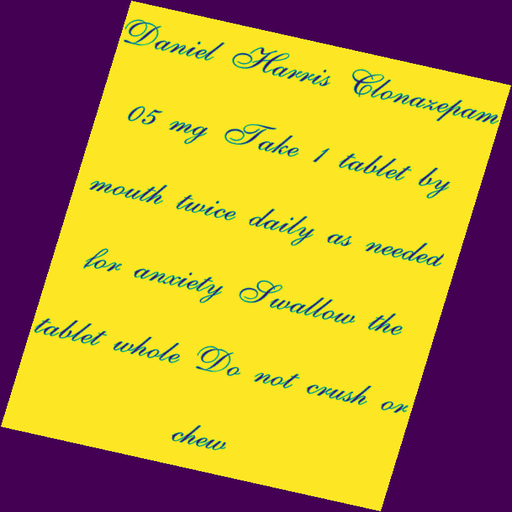 Daniel Harris Clonazepam
05 mg Take 1 tablet by
mouth twice daily as needed
for anxiety Swallow the
tablet whole Do not crush or
chew